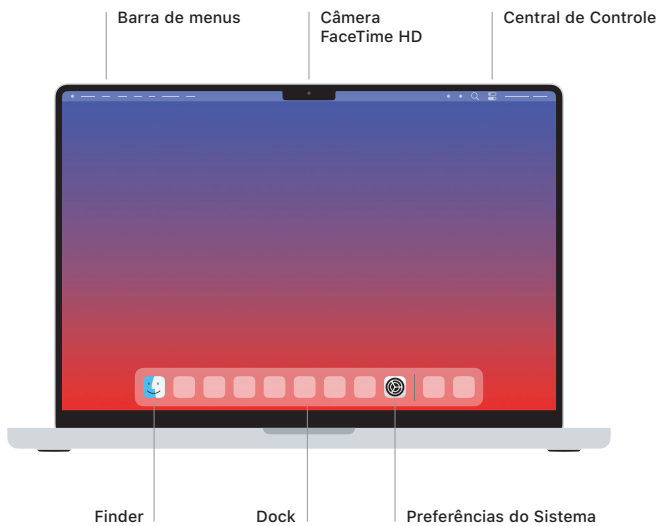 Barra de menus
Câmera
FaceTime HD
Central de Controle
Finder
Dock
Preferências do Sistema